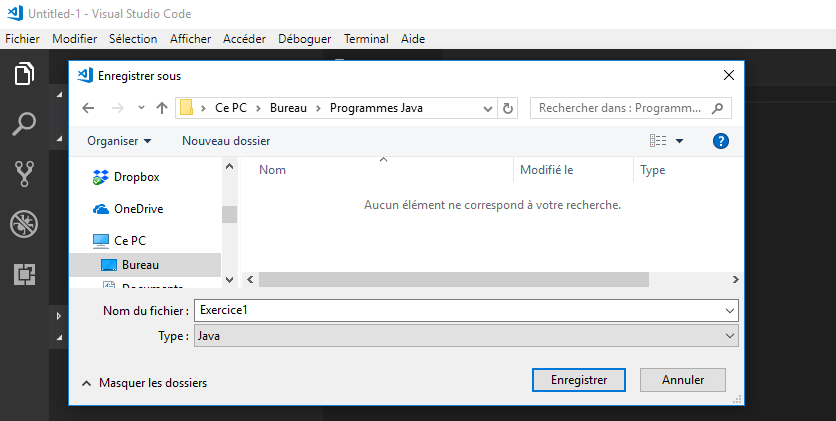 Untitled-1 - Visual Studio Code
Fichier Modifier Sélection Afficher Accéder Déboguer Terminal Aide
Enregistrer sous
Ce PC Bureau Programmes Java Rechercher dans : Programm...
Organiser Nouveau dossier ?
Nom Modifié le Type
Dropbox
Aucun élément ne correspond à votre recherche.
OneDrive
Ce PC
Bureau
Documents
Nom du fichier : Exercice1
Type : Java
Masquer les dossiers Enregistrer Annuler